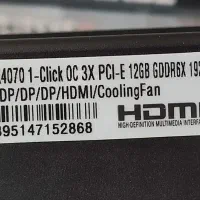 4070 1-Click OC 3X PCI-E 12GB GDDR6X 192
DP/DP/DP/HDMI/CoolingFan
HDMI
HIGH-DEFINITION MULTIMEDIA INTERFA
895147152868